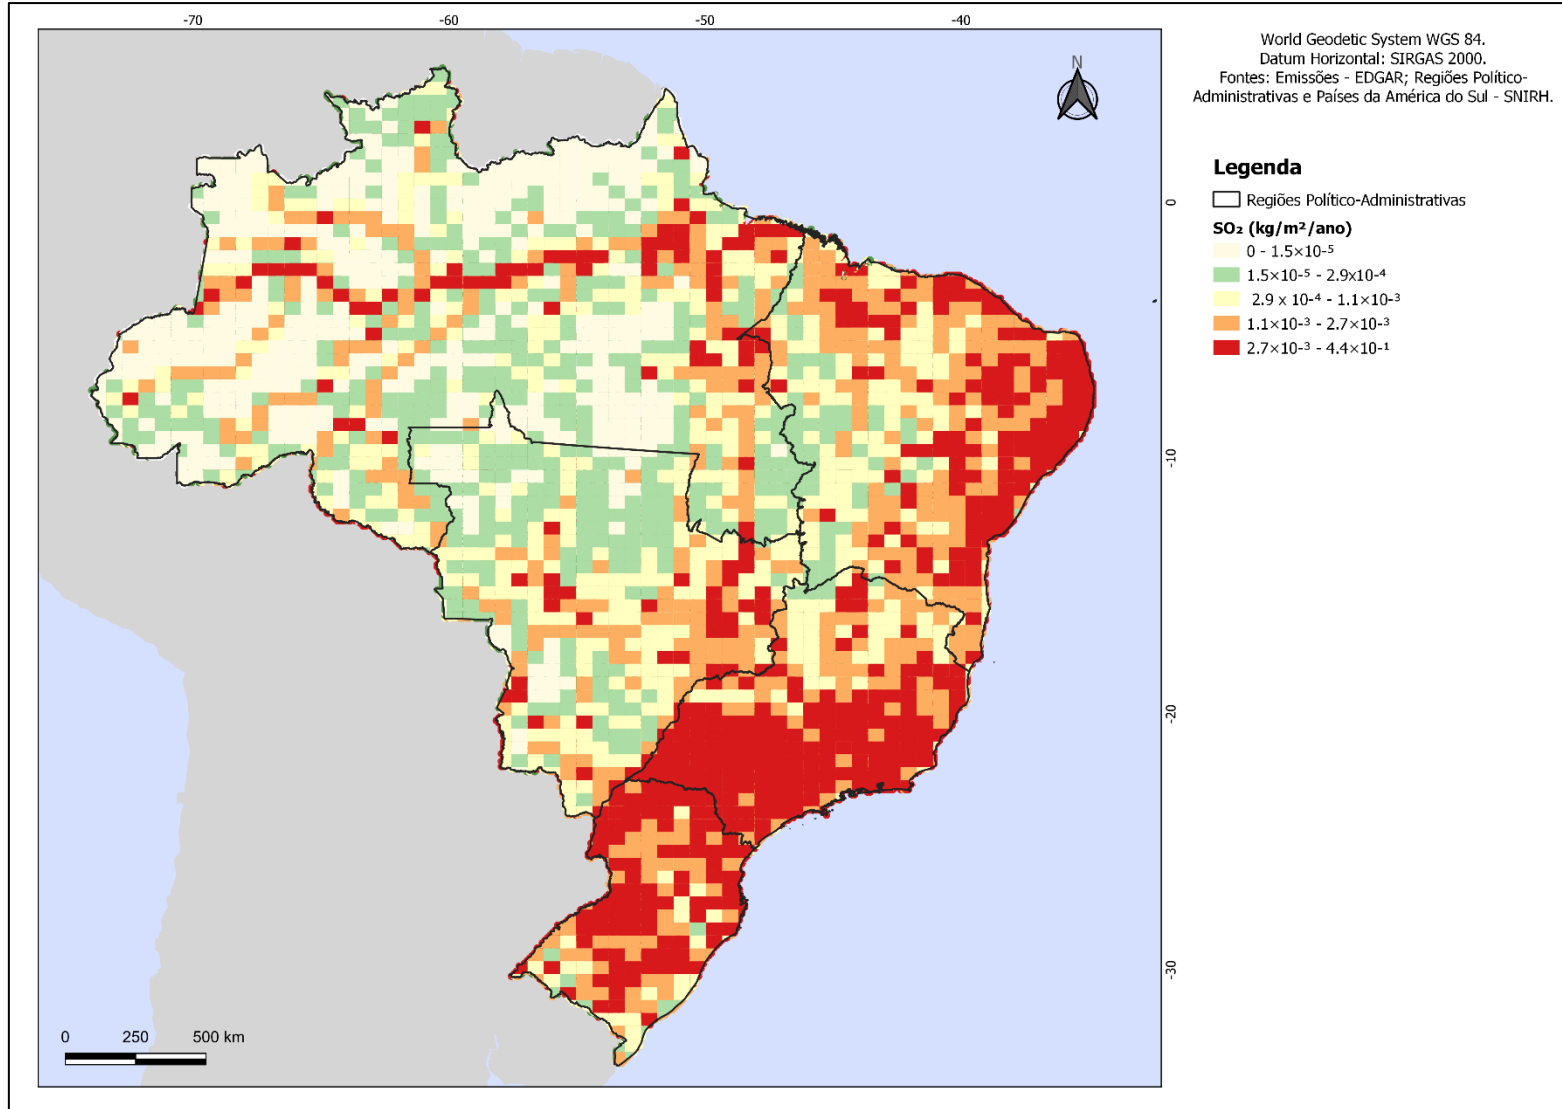 -70
-60
-50
-40
World Geodetic System WGS 84.
Datum Horizontal: SIRGAS 2000.
Fontes: Emissões - EDGAR; Regiões Político-
Administrativas e Países da América do Sul - SNIRH.
N
Legenda
Regiões Político-Administrativas
SO₂ (kg/m²/ano)
0 - 1.5×10⁻⁵
1.5×10⁻⁵ - 2.9x10⁻⁴
2.9 x 10⁻⁴ - 1.1×10⁻³
1.1×10⁻³ - 2.7×10⁻³
2.7×10⁻³ - 4.4×10⁻¹
0
-10
-20
-30
0 250 500 km